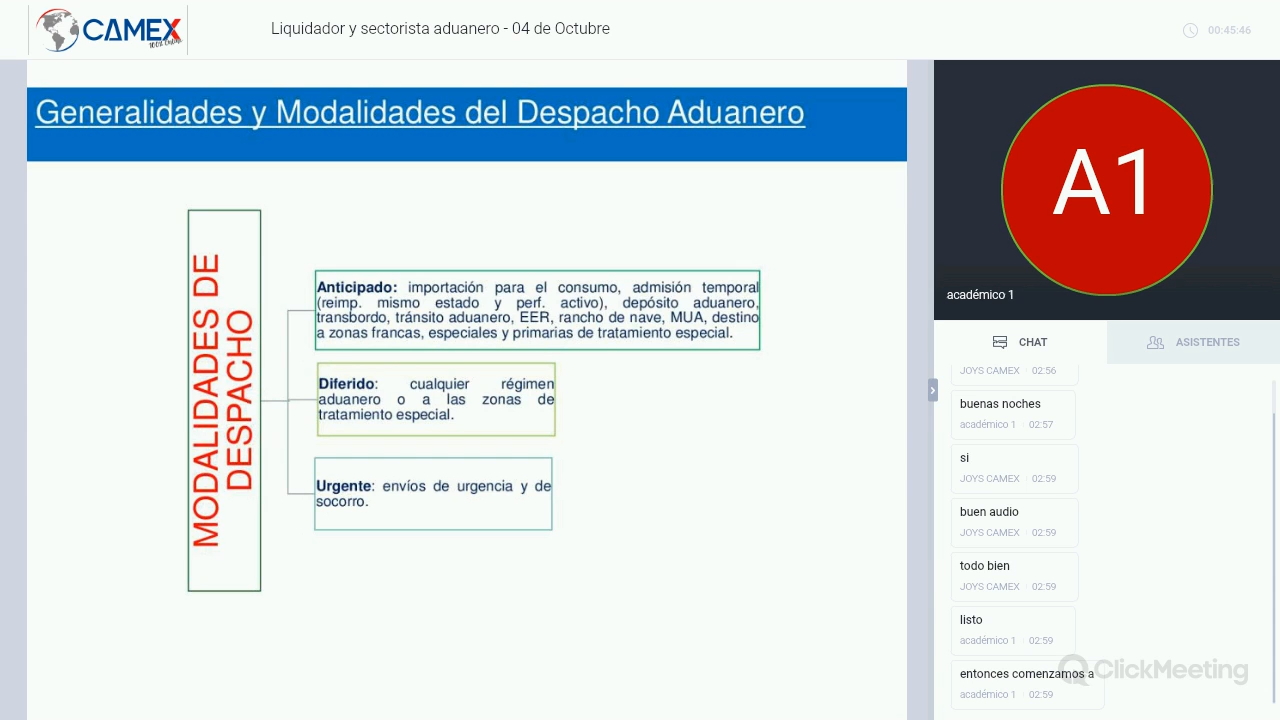 CAMEX
100% Online
Liquidador y sectorista aduanero - 04 de Octubre
00:45:46
Generalidades y Modalidades del Despacho Aduanero
MODALIDADES DE
DESPACHO
Anticipado: importación para el consumo, admisión temporal
(reimp. mismo estado y perf. activo), depósito aduanero,
transbordo, tránsito aduanero, EER, rancho de nave, MUA, destino
a zonas francas, especiales y primarias de tratamiento especial.
Diferido: cualquier régimen
aduanero o a las zonas de
tratamiento especial.
Urgente: envíos de urgencia y de
socorro.
A1
académico 1
CHAT
ASISTENTES
JOYS CAMEX 02:56
buenas noches
académico 1 02:57
si
JOYS CAMEX 02:59
buen audio
JOYS CAMEX 02:59
todo bien
JOYS CAMEX 02:59
listo
académico 1 02:59
entonces comenzamos a
académico 1 02:59
ClickMeeting